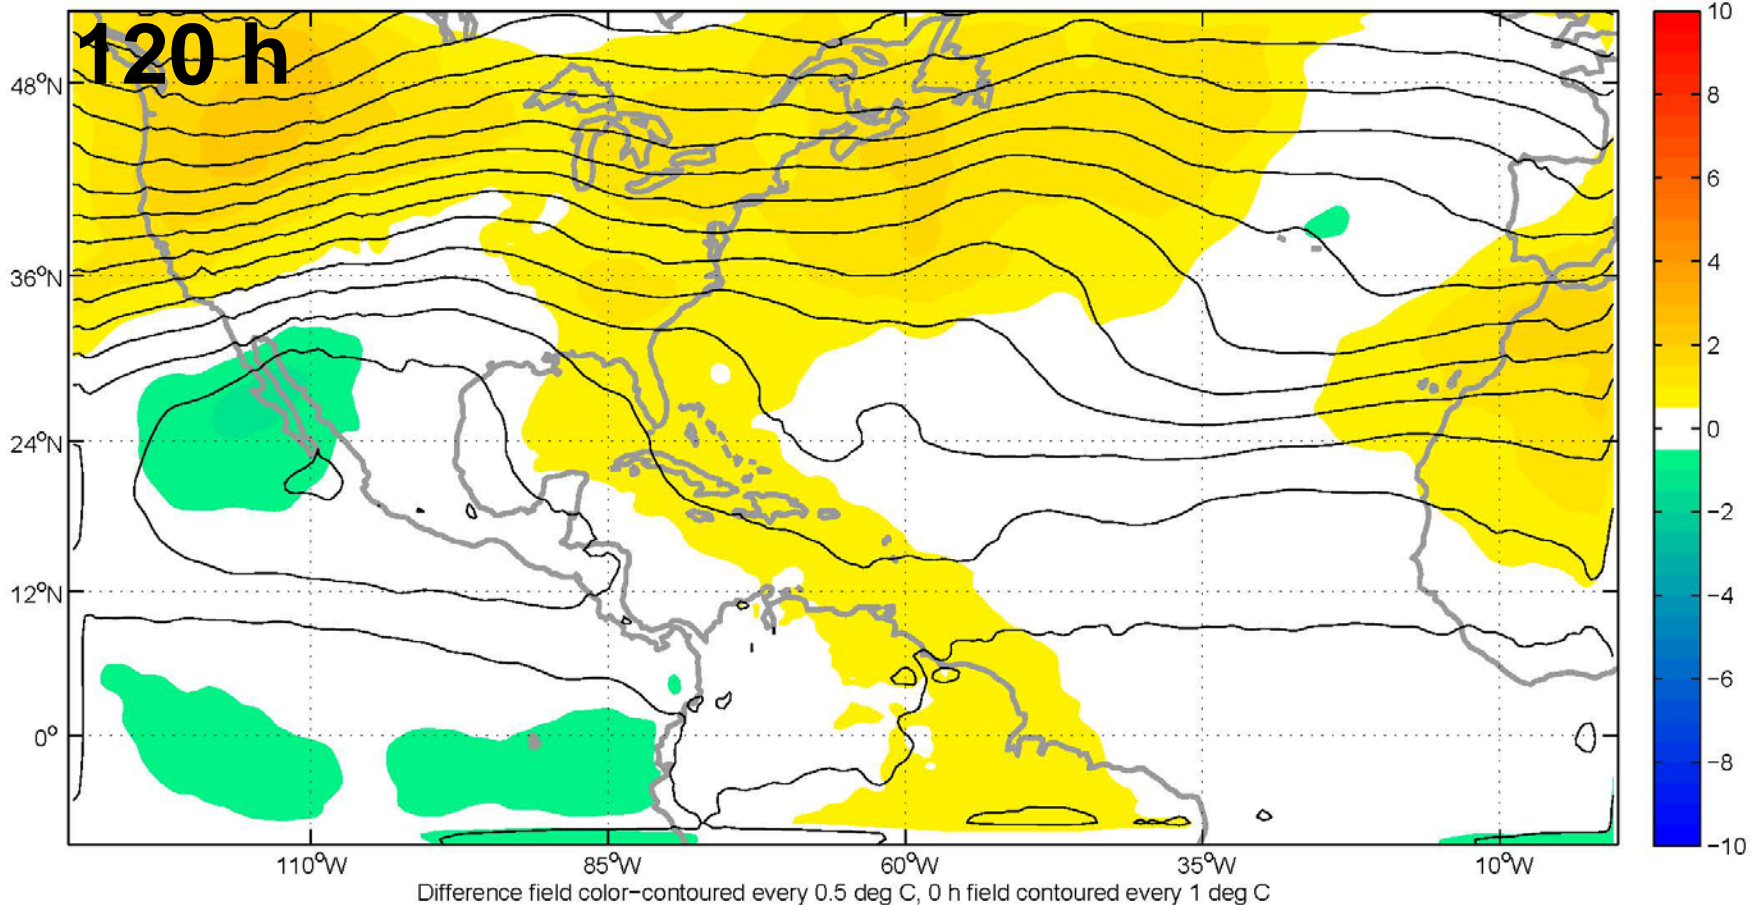 120 h
48°N
36°N
24°N
12°N
0°
110°W
85°W
60°W
35°W
10°W
10
8
6
4
2
0
−2
−4
−6
−8
−10
Difference field color−contoured every 0.5 deg C, 0 h field contoured every 1 deg C